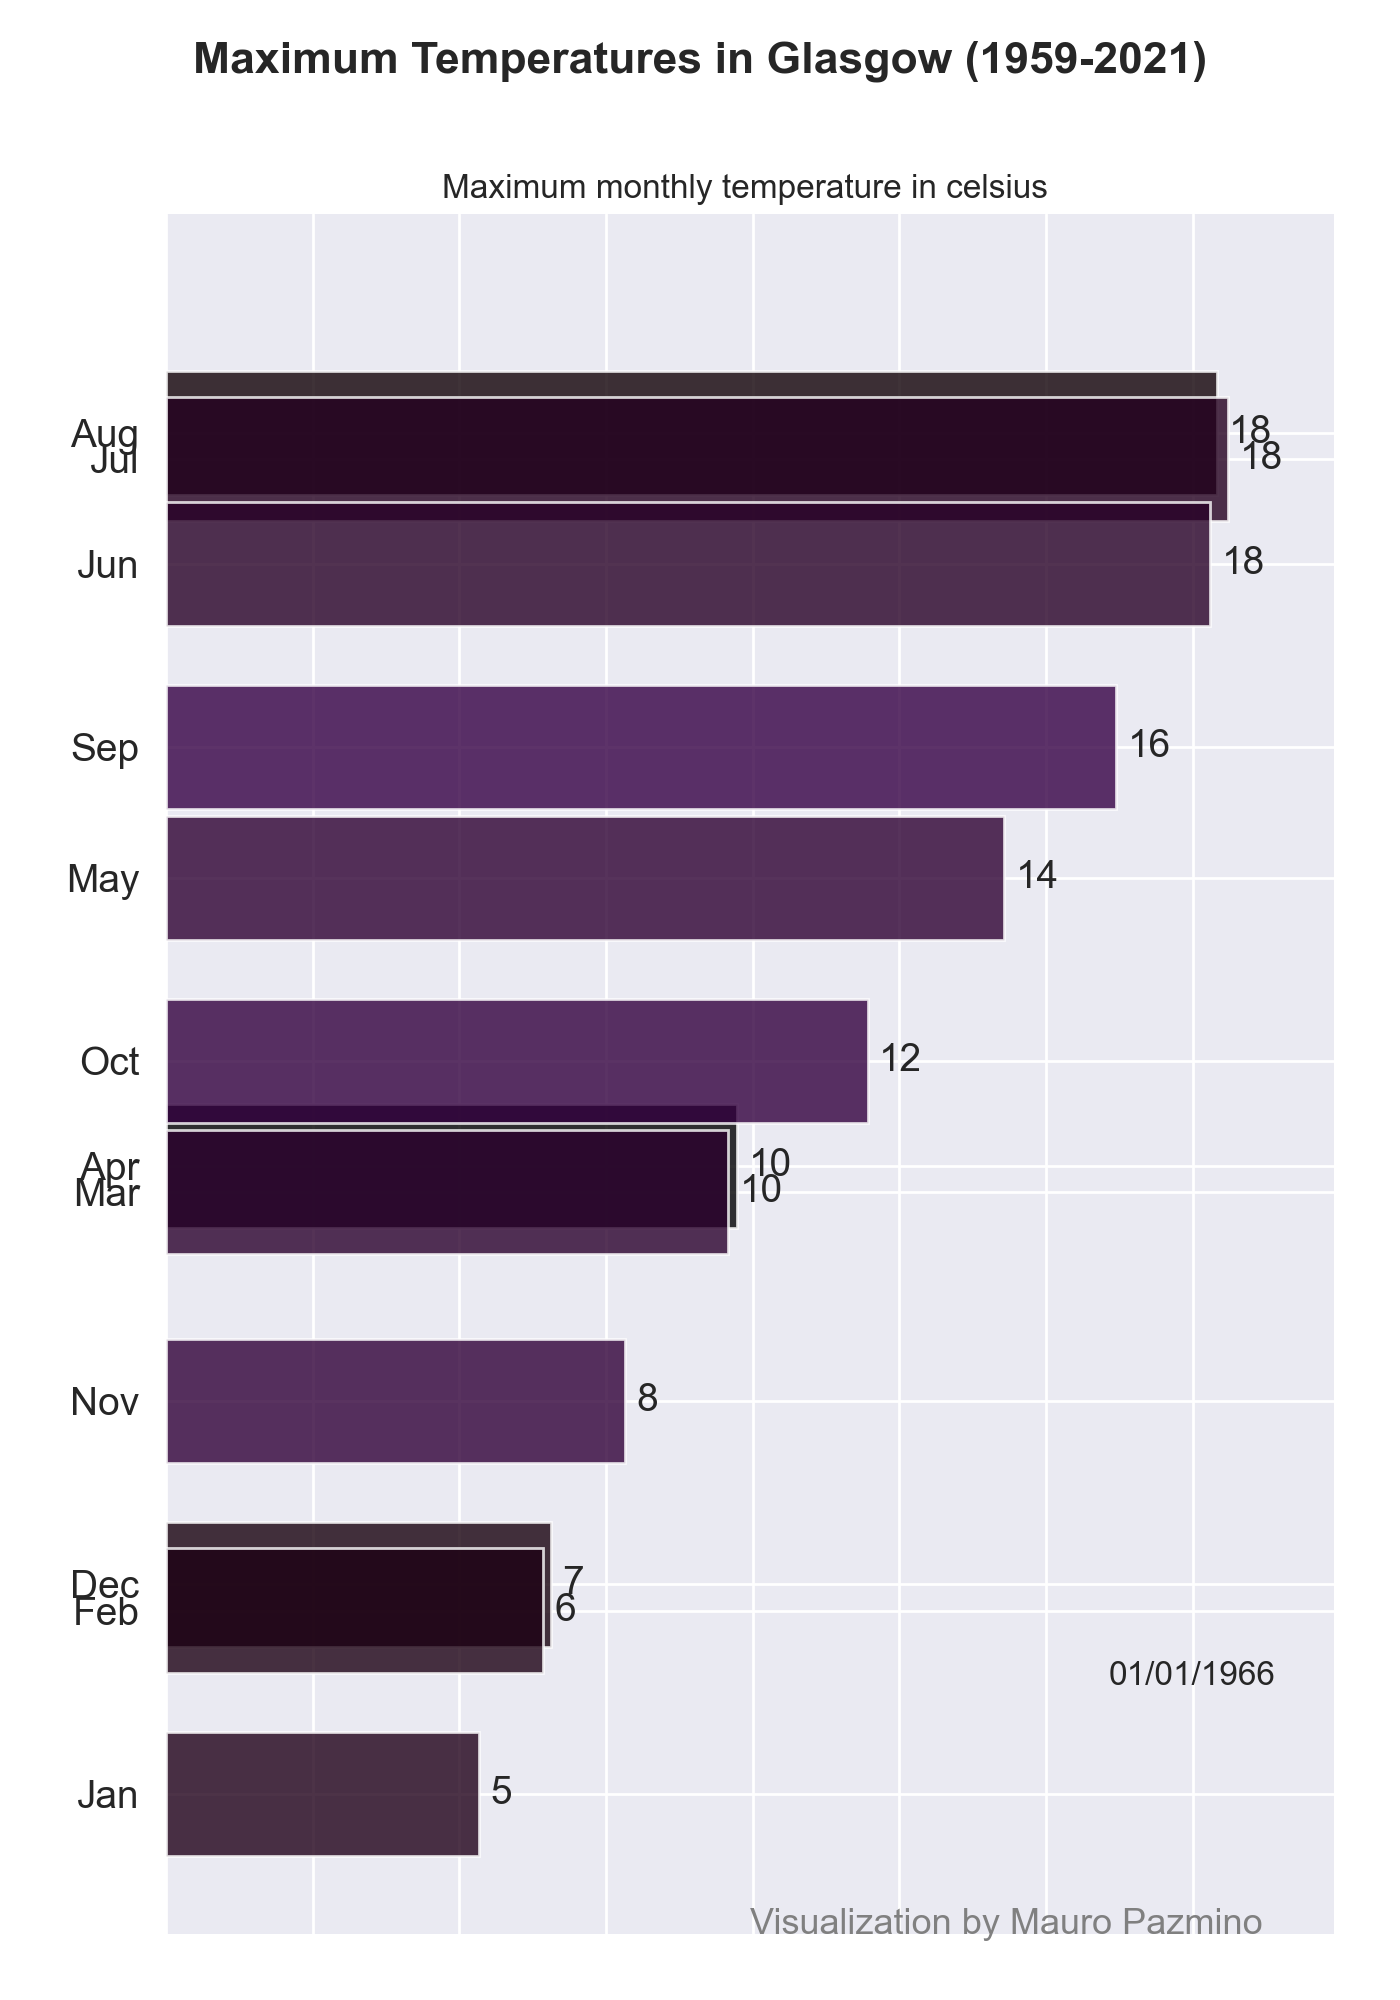 Maximum Temperatures in Glasgow (1959-2021)
Maximum monthly temperature in celsius
Aug 18
Jul 18
Jun 18
Sep 16
May 14
Oct 12
Apr 10
Mar 10
Nov 8
Dec 7
Feb 6
01/01/1966
Jan 5
Visualization by Mauro Pazmino